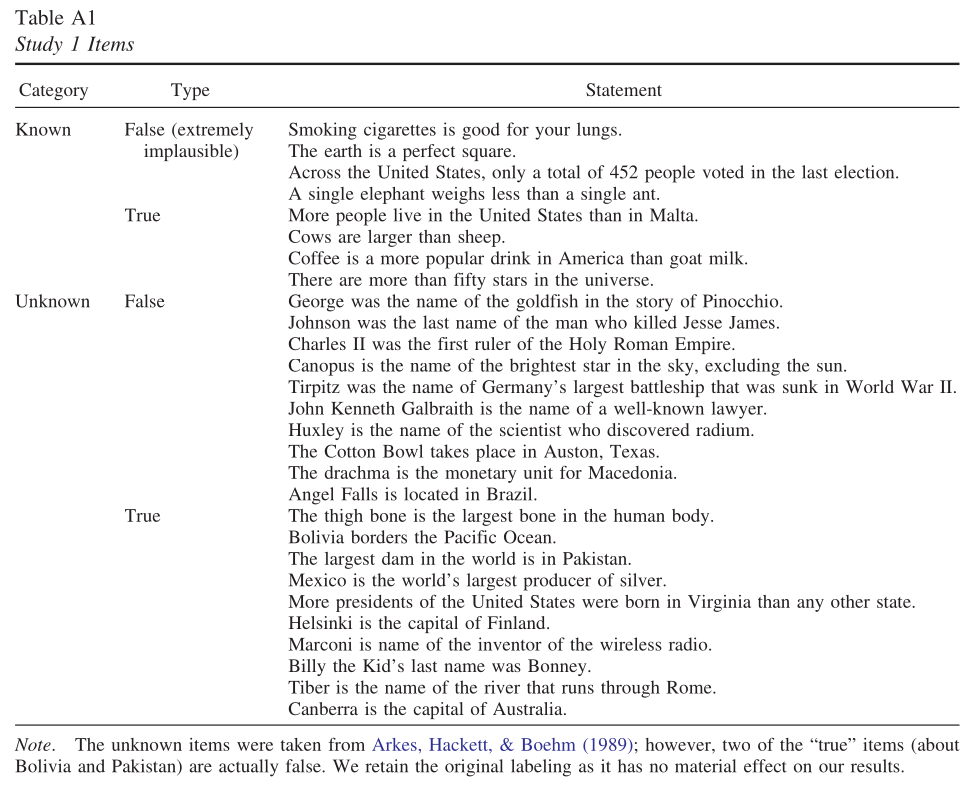 Table A1
Study 1 Items
Category Type Statement
Known False (extremely Smoking cigarettes is good for your lungs.
implausible) The earth is a perfect square.
Across the United States, only a total of 452 people voted in the last election.
A single elephant weighs less than a single ant.
True More people live in the United States than in Malta.
Cows are larger than sheep.
Coffee is a more popular drink in America than goat milk.
There are more than fifty stars in the universe.
Unknown False George was the name of the goldfish in the story of Pinocchio.
Johnson was the last name of the man who killed Jesse James.
Charles II was the first ruler of the Holy Roman Empire.
Canopus is the name of the brightest star in the sky, excluding the sun.
Tirpitz was the name of Germany's largest battleship that was sunk in World War II.
John Kenneth Galbraith is the name of a well-known lawyer.
Huxley is the name of the scientist who discovered radium.
The Cotton Bowl takes place in Auston, Texas.
The drachma is the monetary unit for Macedonia.
Angel Falls is located in Brazil.
True The thigh bone is the largest bone in the human body.
Bolivia borders the Pacific Ocean.
The largest dam in the world is in Pakistan.
Mexico is the world's largest producer of silver.
More presidents of the United States were born in Virginia than any other state.
Helsinki is the capital of Finland.
Marconi is name of the inventor of the wireless radio.
Billy the Kid's last name was Bonney.
Tiber is the name of the river that runs through Rome.
Canberra is the capital of Australia.
Note. The unknown items were taken from Arkes, Hackett, & Boehm (1989); however, two of the “true” items (about
Bolivia and Pakistan) are actually false. We retain the original labeling as it has no material effect on our results.